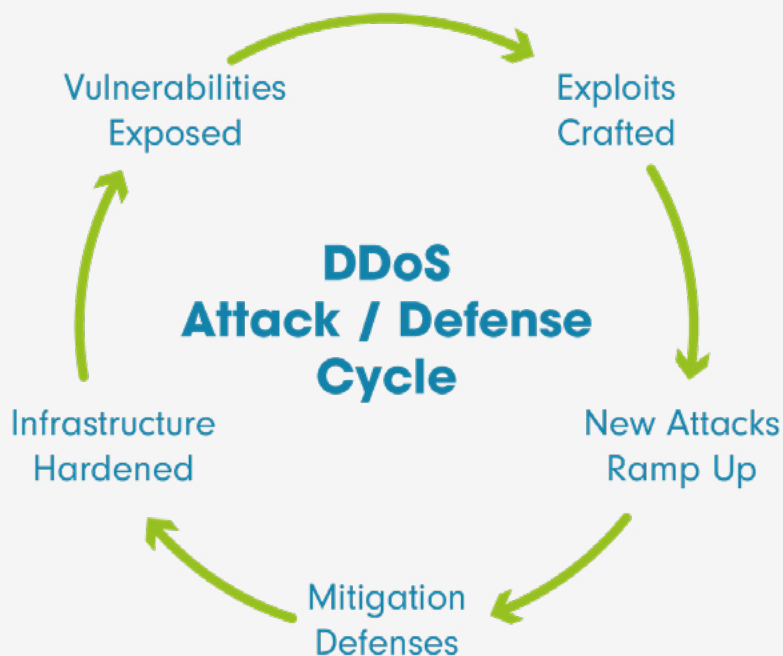 Vulnerabilities
Exposed
Exploits
Crafted
DDoS
Attack / Defense
Cycle
Infrastructure
Hardened
New Attacks
Ramp Up
Mitigation
Defenses